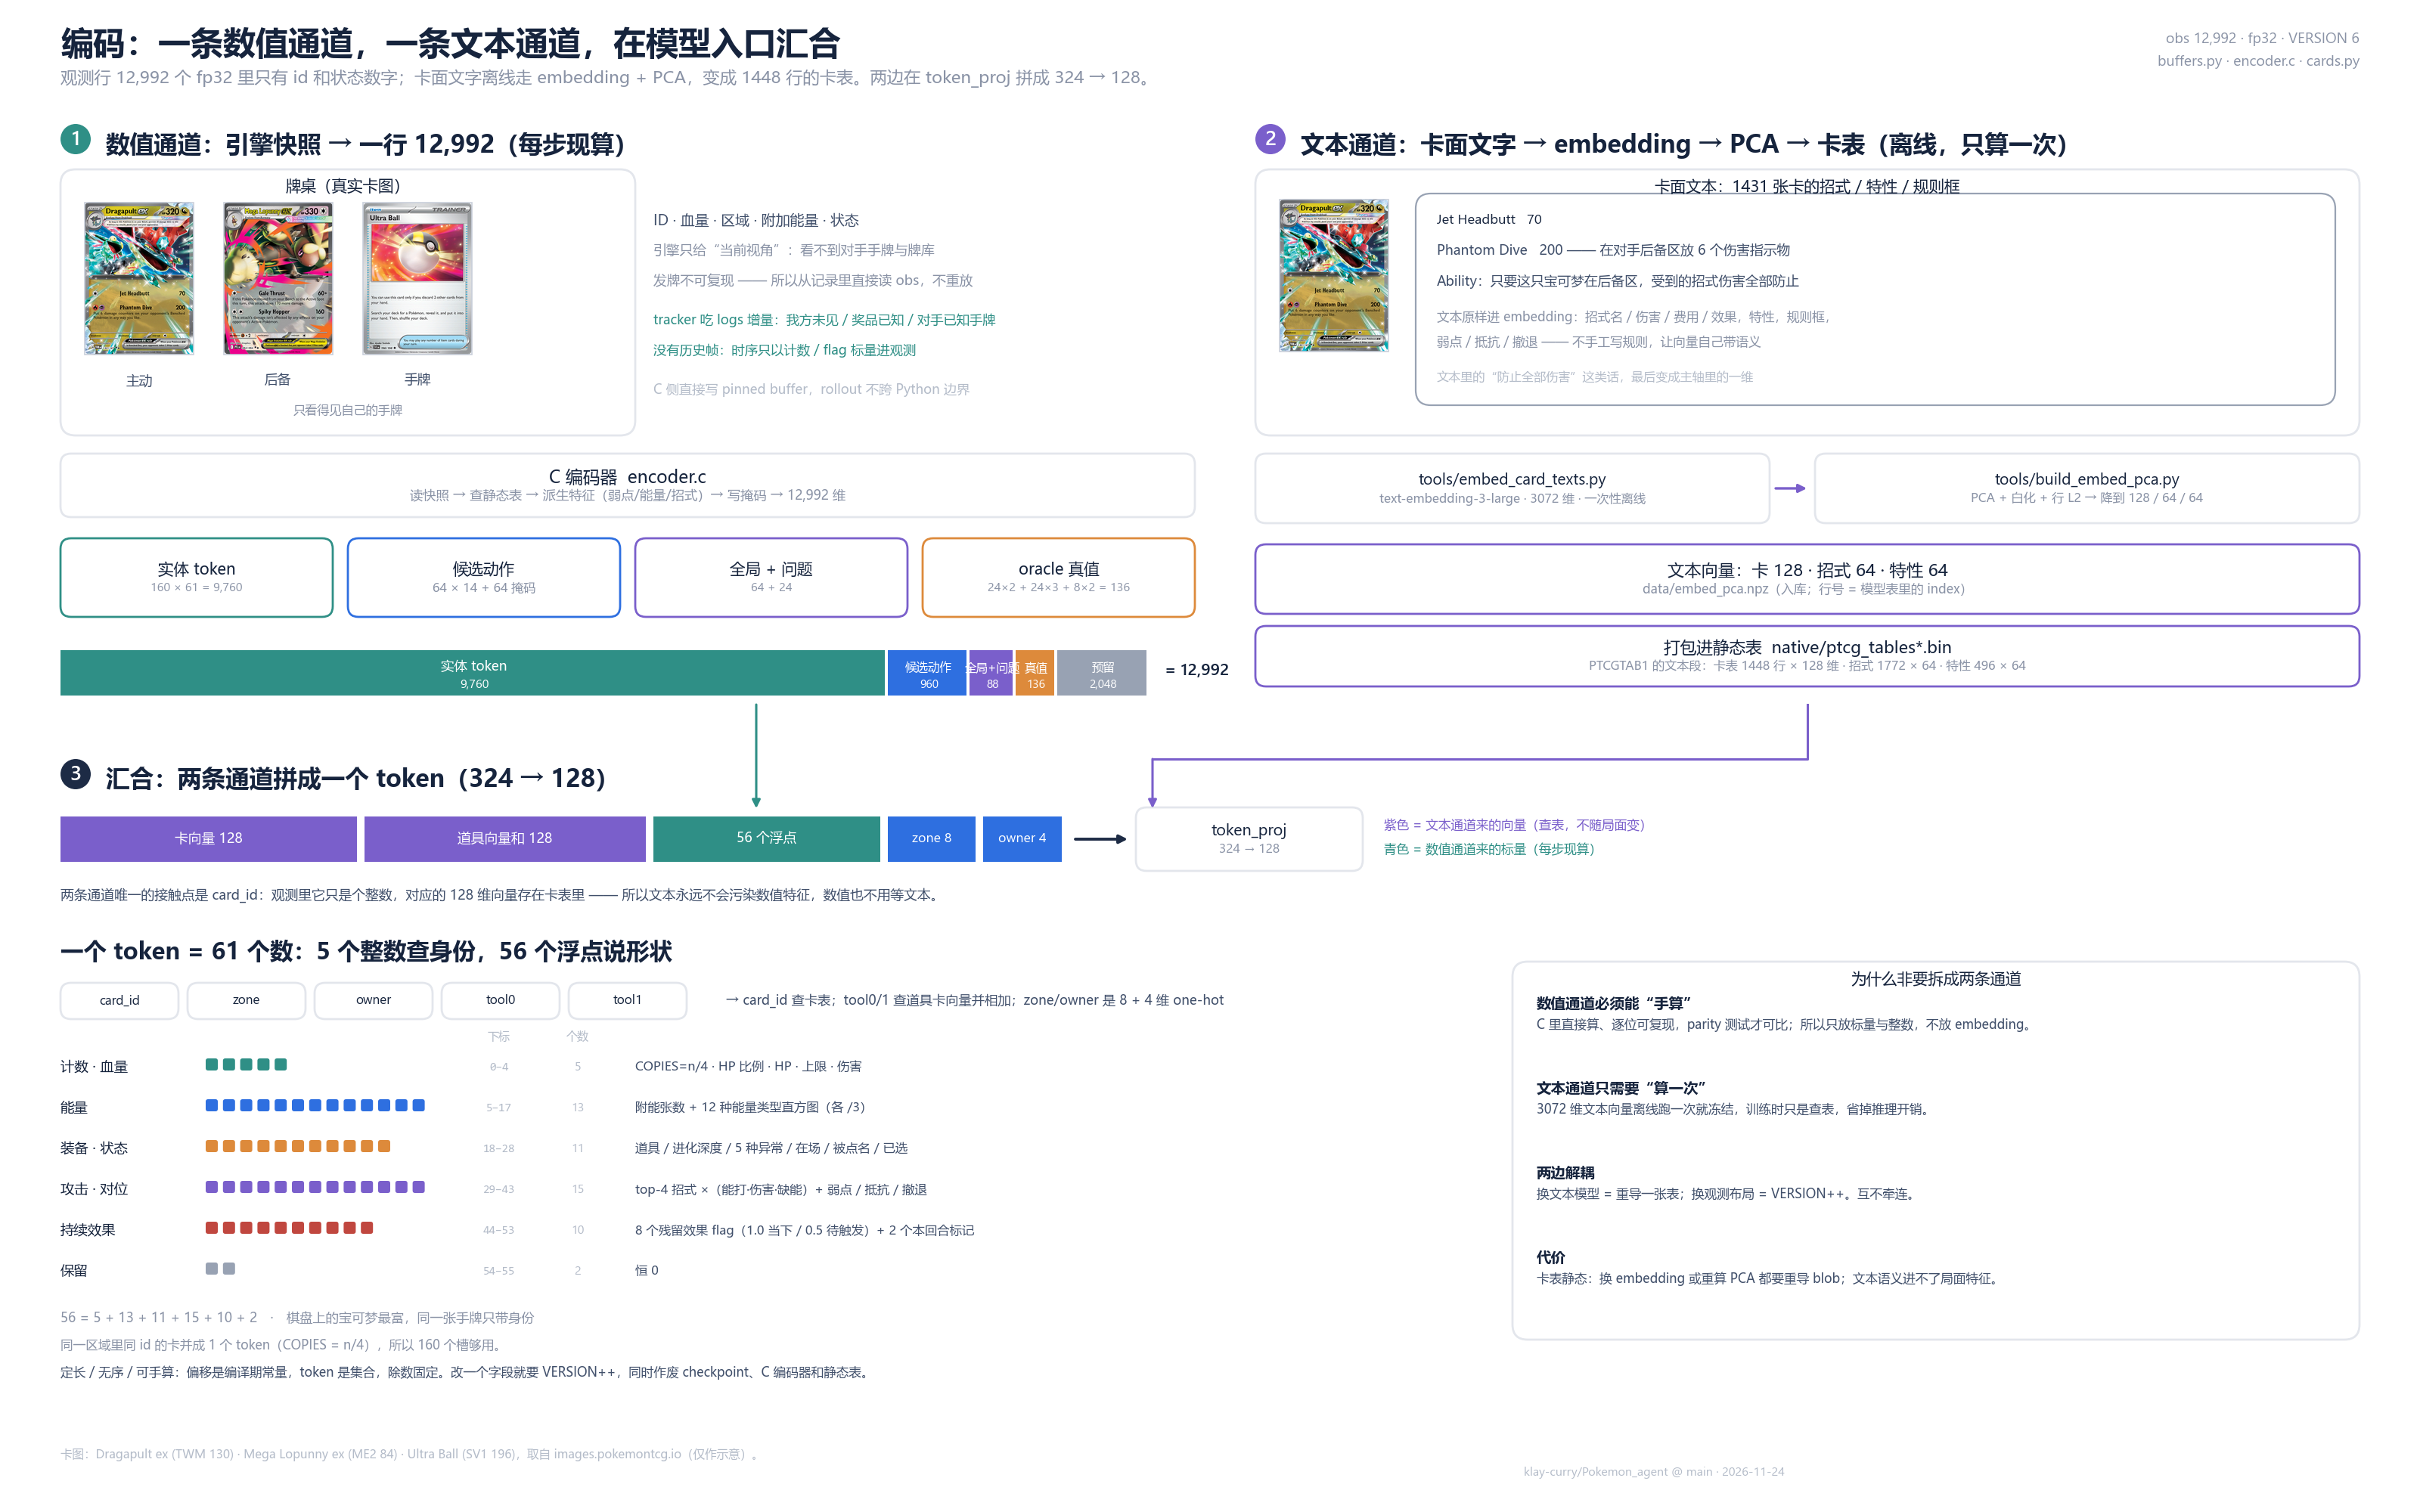 编码：一条数值通道，一条文本通道，在模型入口汇合
观测行 12,992 个 fp32 里只有 id 和状态数字；卡面文字离线走 embedding + PCA，变成 1448 行的卡表。两边在 token_proj 拼成 324 → 128。
obs 12,992 · fp32 · VERSION 6
buffers.py · encoder.c · cards.py
1 数值通道：引擎快照 → 一行 12,992（每步现算）
牌桌（真实卡图）
Dragapult ex 320
Jet Headbutt 70
Phantom Dive 200
Mega Lopunny ex 330
Gale Thrust 60+
Spiky Hopper 160
TRAINER
Ultra Ball
主动
后备
手牌
只看得见自己的手牌
ID · 血量 · 区域 · 附加能量 · 状态
引擎只给“当前视角”：看不到对手手牌与牌库
发牌不可复现 —— 所以从记录里直接读 obs，不重放
tracker 吃 logs 增量：我方未见 / 奖品已知 / 对手已知手牌
没有历史帧：时序只以计数 / flag 标量进观测
C 侧直接写 pinned buffer，rollout 不跨 Python 边界
C 编码器 encoder.c
读快照 → 查静态表 → 派生特征（弱点/能量/招式）→ 写掩码 → 12,992 维
实体 token
160 × 61 = 9,760
候选动作
64 × 14 + 64 掩码
全局 + 问题
64 + 24
oracle 真值
24×2 + 24×3 + 8×2 = 136
实体 token
9,760
候选动作
960
全局+问题
88
真值
136
预留
2,048
= 12,992
2 文本通道：卡面文字 → embedding → PCA → 卡表（离线，只算一次）
卡面文本：1431 张卡的招式 / 特性 / 规则框
Dragapult ex 320
Jet Headbutt 70
Phantom Dive 200
Jet Headbutt 70
Phantom Dive 200 —— 在对手后备区放 6 个伤害指示物
Ability：只要这只宝可梦在后备区，受到的招式伤害全部防止
文本原样进 embedding：招式名 / 伤害 / 费用 / 效果，特性，规则框，
弱点 / 抵抗 / 撤退 —— 不手工写规则，让向量自己带语义
文本里的“防止全部伤害”这类话，最后变成主轴里的一维
tools/embed_card_texts.py
text-embedding-3-large · 3072 维 · 一次性离线
tools/build_embed_pca.py
PCA + 白化 + 行 L2 → 降到 128 / 64 / 64
文本向量：卡 128 · 招式 64 · 特性 64
data/embed_pca.npz（入库；行号 = 模型表里的 index）
打包进静态表 native/ptcg_tables*.bin
PTCGTAB1 的文本段：卡表 1448 行 × 128 维 · 招式 1772 × 64 · 特性 496 × 64
3 汇合：两条通道拼成一个 token（324 → 128）
卡向量 128
道具向量和 128
56 个浮点
zone 8
owner 4
token_proj
324 → 128
紫色 = 文本通道来的向量（查表，不随局面变）
青色 = 数值通道来的标量（每步现算）
两条通道唯一的接触点是 card_id：观测里它只是个整数，对应的 128 维向量存在卡表里 —— 所以文本永远不会污染数值特征，数值也不用等文本。
一个 token = 61 个数：5 个整数查身份，56 个浮点说形状
card_id
zone
owner
tool0
tool1
→ card_id 查卡表；tool0/1 查道具卡向量并相加；zone/owner 是 8 + 4 维 one-hot
下标 个数
计数 · 血量 0–4 5 COPIES=n/4 · HP 比例 · HP · 上限 · 伤害
能量 5–17 13 附能张数 + 12 种能量类型直方图（各 /3）
装备 · 状态 18–28 11 道具 / 进化深度 / 5 种异常 / 在场 / 被点名 / 已选
攻击 · 对位 29–43 15 top-4 招式 ×（能打·伤害·缺能）+ 弱点 / 抵抗 / 撤退
持续效果 44–53 10 8 个残留效果 flag（1.0 当下 / 0.5 待触发）+ 2 个本回合标记
保留 54–55 2 恒 0
56 = 5 + 13 + 11 + 15 + 10 + 2 · 棋盘上的宝可梦最富，同一张手牌只带身份
同一区域里同 id 的卡并成 1 个 token（COPIES = n/4），所以 160 个槽够用。
定长 / 无序 / 可手算：偏移是编译期常量，token 是集合，除数固定。改一个字段就要 VERSION++，同时作废 checkpoint、C 编码器和静态表。
为什么非要拆成两条通道
数值通道必须能“手算”
C 里直接算、逐位可复现，parity 测试才可比；所以只放标量与整数，不放 embedding。
文本通道只需要“算一次”
3072 维文本向量离线跑一次就冻结，训练时只是查表，省掉推理开销。
两边解耦
换文本模型 = 重导一张表；换观测布局 = VERSION++。互不牵连。
代价
卡表静态：换 embedding 或重算 PCA 都要重导 blob；文本语义进不了局面特征。
卡图：Dragapult ex (TWM 130) · Mega Lopunny ex (ME2 84) · Ultra Ball (SV1 196)，取自 images.pokemontcg.io（仅作示意）。
klay-curry/Pokemon_agent @ main · 2026-11-24